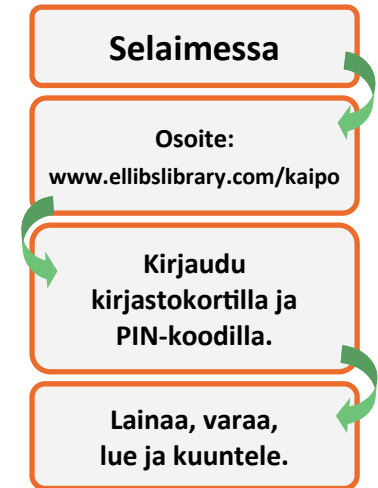 Selaimessa
Osoite:
www.ellibslibrary.com/kaipo
Kirjaudu
kirjastokortilla ja
PIN-koodilla.
Lainaa, varaa,
lue ja kuuntele.